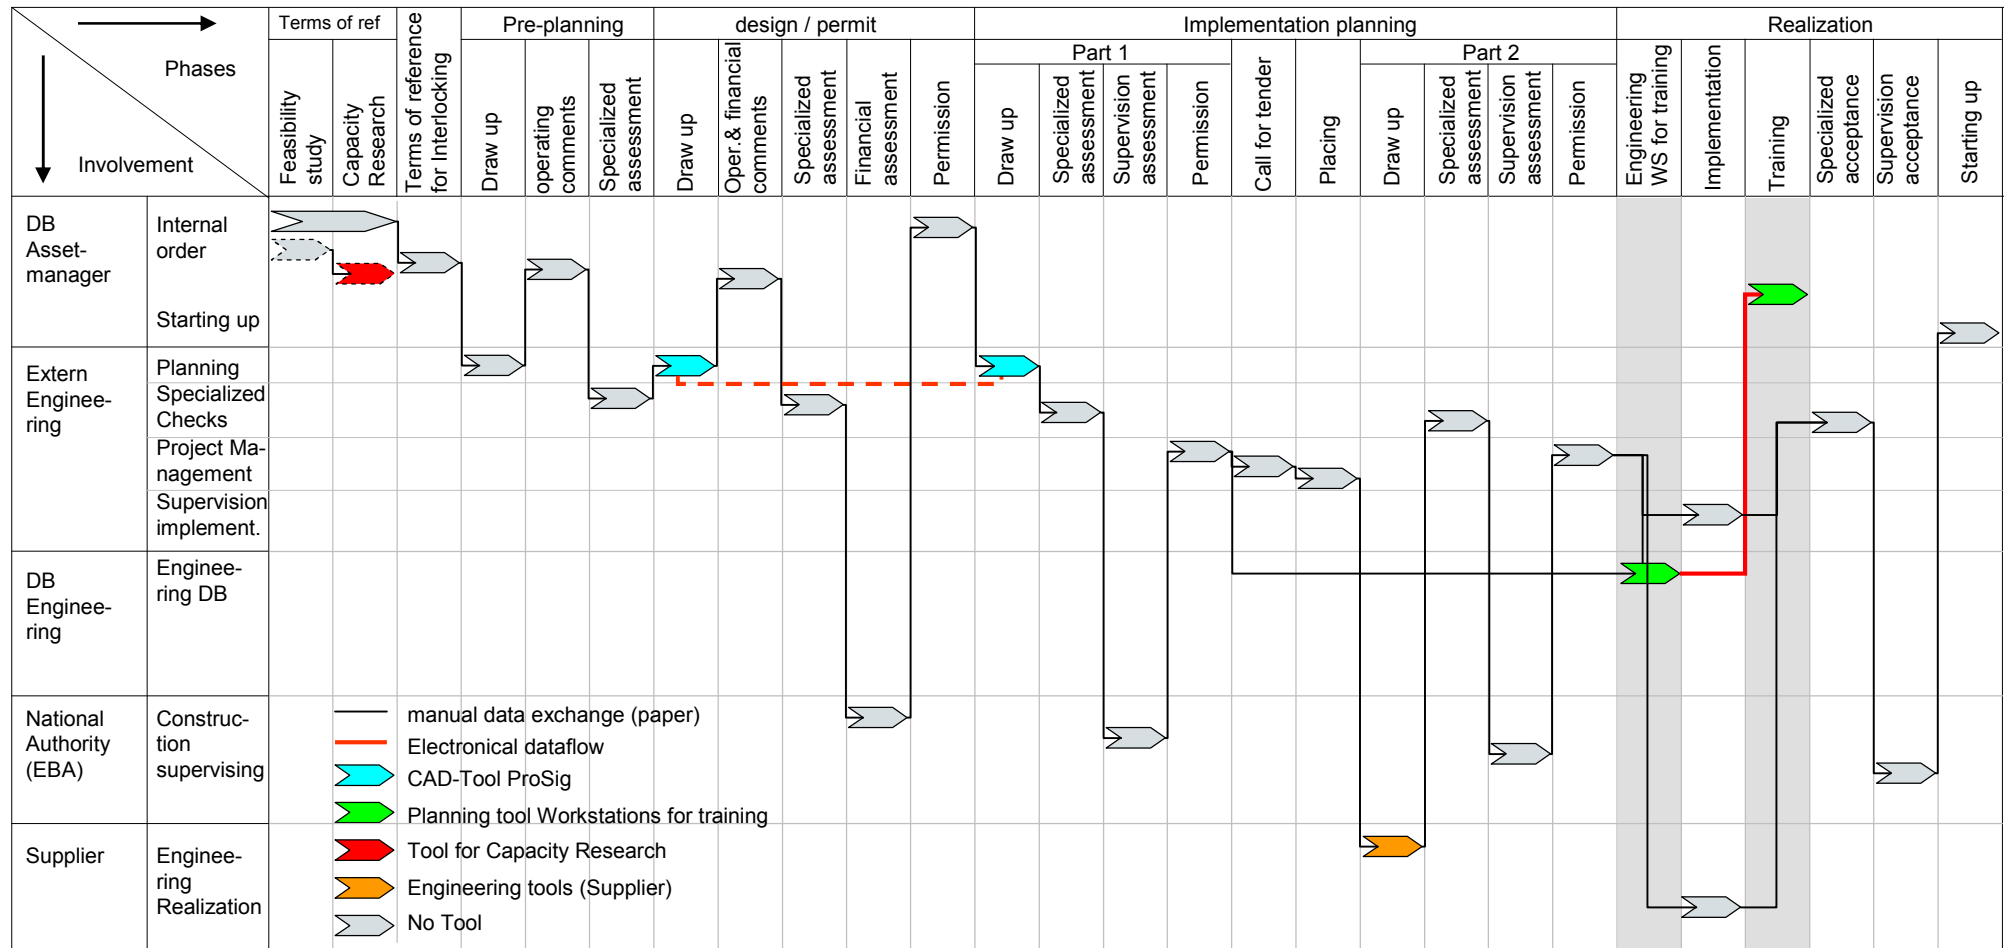 Terms of ref
Pre-planning
design / permit
Implementation planning
Realization
Phases
Involvement
Part 1
Part 2
Feasibility
study
Capacity
Research
Terms of reference
for Interlocking
Draw up
operating
comments
Specialized
assessment
Draw up
Oper.& financial
comments
Specialized
assessment
Financial
assessment
Permission
Draw up
Specialized
assessment
Supervision
assessment
Permission
Call for tender
Placing
Draw up
Specialized
assessment
Supervision
assessment
Permission
Engineering
WS for training
Implementation
Training
Specialized
acceptance
Supervision
acceptance
Starting up
DB
Asset-
manager
Internal
order
Starting up
Extern
Enginee-
ring
Planning
Specialized
Checks
Project Ma-
nagement
Supervision
implement.
DB
Enginee-
ring
Enginee-
ring DB
National
Authority
(EBA)
Construc-
tion
supervising
Supplier
Enginee-
ring
Realization
manual data exchange (paper)
Electronical dataflow
CAD-Tool ProSig
Planning tool Workstations for training
Tool for Capacity Research
Engineering tools (Supplier)
No Tool